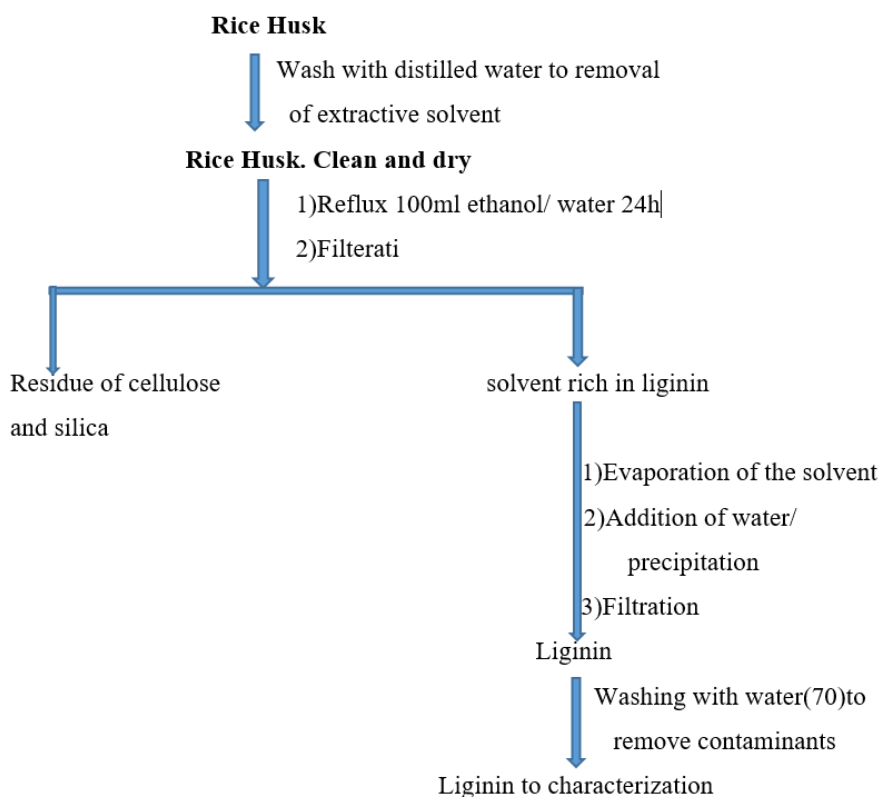 Rice Husk
Wash with distilled water to removal
of extractive solvent
Rice Husk. Clean and dry
1)Reflux 100ml ethanol/ water 24h
2)Filterati
Residue of cellulose
and silica
solvent rich in liginin
1)Evaporation of the solvent
2)Addition of water/
precipitation
3)Filtration
Liginin
Washing with water(70)to
remove contaminants
Liginin to characterization